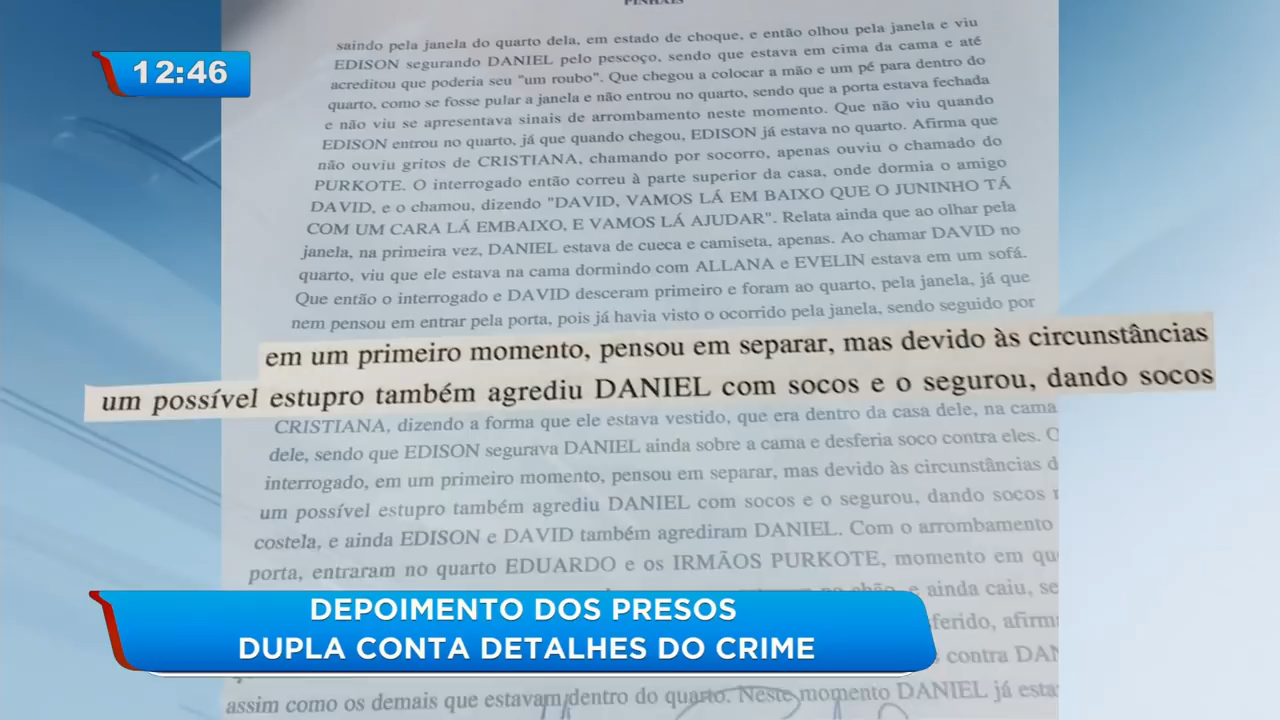 PINHAIS
12:46
saindo pela janela do quarto dela, em estado de choque, e então olhou pela janela e viu
EDISON segurando DANIEL pelo pescoço, sendo que estava em cima da cama e até
acreditou que poderia seu "um roubo". Que chegou a colocar a mão e um pé para dentro do
quarto, como se fosse pular a janela e não entrou no quarto, sendo que a porta estava fechada
e não viu se apresentava sinais de arrombamento neste momento. Que não viu quando
EDISON entrou no quarto, já que quando chegou, EDISON já estava no quarto. Afirma que
não ouviu gritos de CRISTIANA, chamando por socorro, apenas ouviu o chamado do
PURKOTE. O interrogado então correu à parte superior da casa, onde dormia o amigo
DAVID, e o chamou, dizendo "DAVID, VAMOS LÁ EM BAIXO QUE O JUNINHO TÁ
COM UM CARA LÁ EMBAIXO, E VAMOS LÁ AJUDAR". Relata ainda que ao olhar pela
janela, na primeira vez, DANIEL estava de cueca e camiseta, apenas. Ao chamar DAVID no
quarto, viu que ele estava na cama dormindo com ALLANA e EVELIN estava em um sofá.
Que então o interrogado e DAVID desceram primeiro e foram ao quarto, pela janela, já que
nem pensou em entrar pela porta, pois já havia visto o ocorrido pela janela, sendo seguido por
em um primeiro momento, pensou em separar, mas devido às circunstâncias
um possível estupro também agrediu DANIEL com socos e o segurou, dando socos
CRISTIANA, dizendo a forma que ele estava vestido, que era dentro da casa dele, na cama
dele, sendo que EDISON segurava DANIEL ainda sobre a cama e desferia soco contra eles. O
interrogado, em um primeiro momento, pensou em separar, mas devido às circunstâncias d
um possível estupro também agrediu DANIEL com socos e o segurou, dando socos
costela, e ainda EDISON e DAVID também agrediram DANIEL. Com o arrombamento
porta, entraram no quarto EDUARDO e os IRMÃOS PURKOTE, momento em que
chão, e ainda caiu, se
ferido, afirm
contra DAN
DEPOIMENTO DOS PRESOS
DUPLA CONTA DETALHES DO CRIME
assim como os demais que estavam dentro do quarto. Neste momento DANIEL já esta